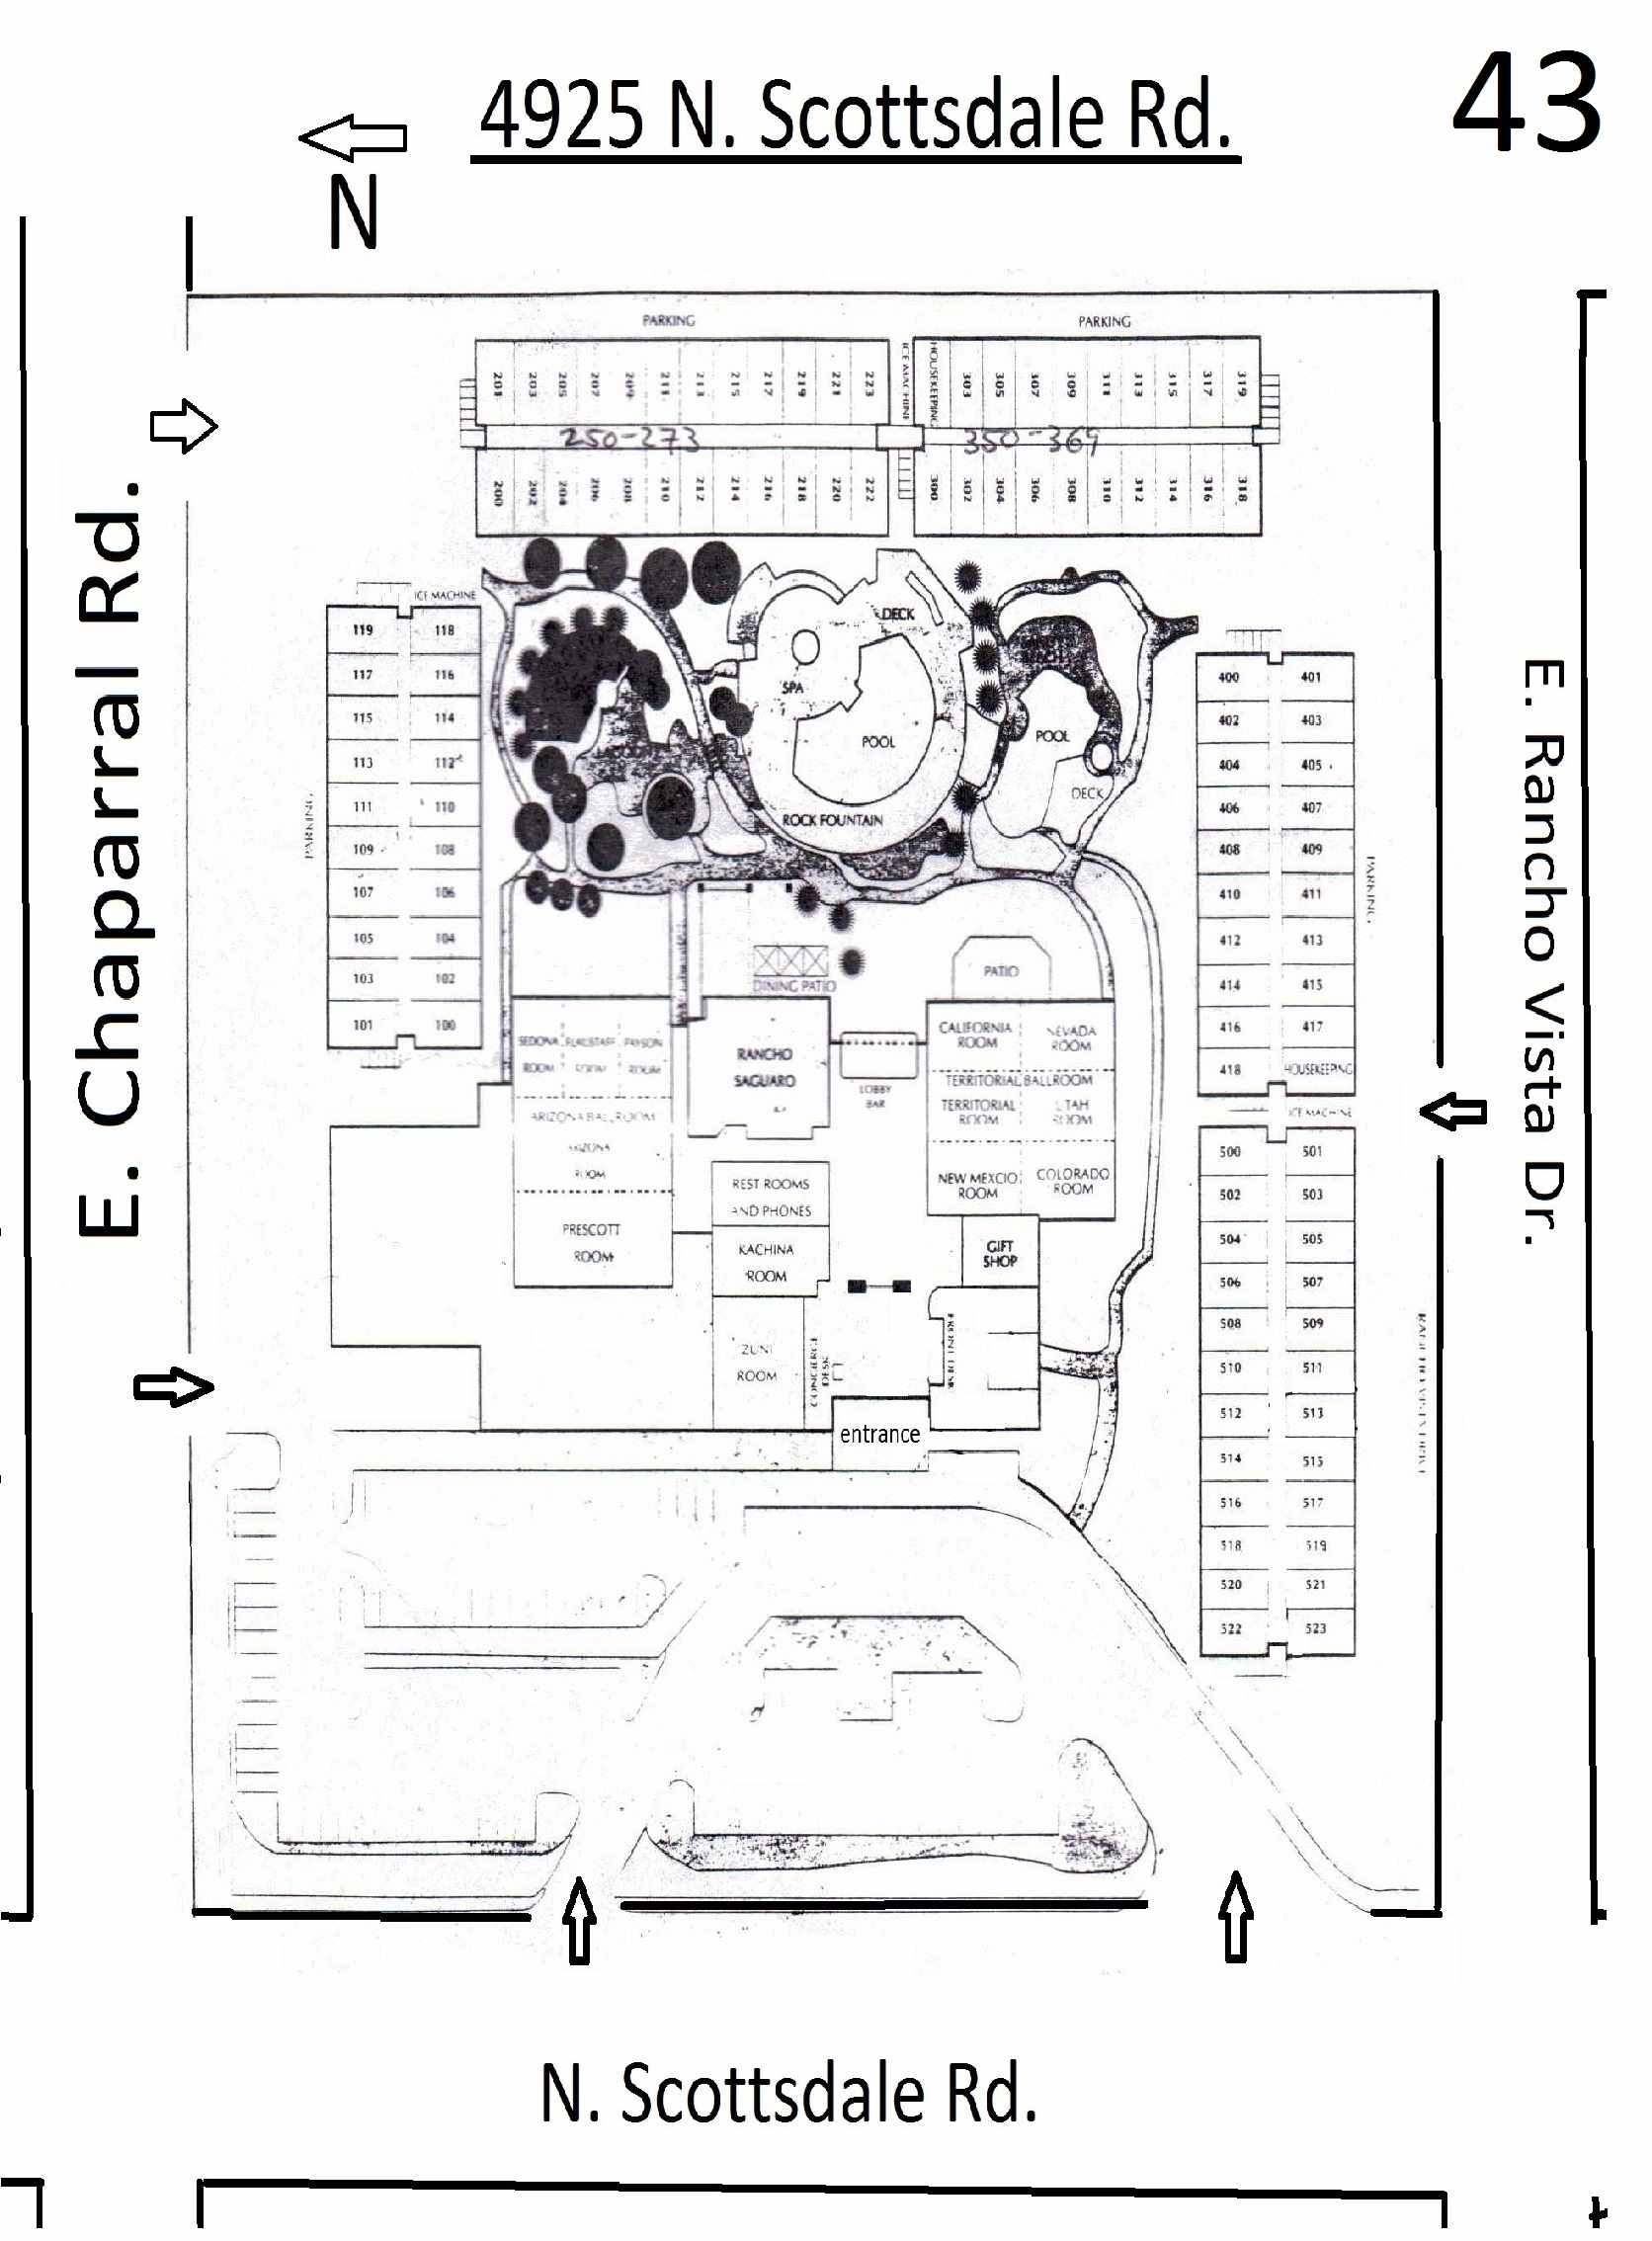 43
4925 N. Scottsdale Rd.
N
PARKING
PARKING
201 203 205 207 209 211 213 215 217 219 221 223
ICE MACHINE
HOUSEKEEPING
303 305 307 309 311 313 315 317 319
250-273
350-369
200 202 204 206 208 210 212 214 216 218 220 222
300 302 304 306 308 310 312 314 316 318
E. Chaparral Rd.
E. Rancho Vista Dr.
ICE MACHINE
119 118
117 116
115 114
113 112
111 110
109 108
107 106
105 104
103 102
101 100
PARKING
DECK
SPA
POOL
ROCK FOUNTAIN
POOL
DECK
400 401
402 403
404 405
406 407
408 409
410 411
412 413
414 415
416 417
418 HOUSEKEEPING
ICE MACHINE
PARKING
500 501
502 503
504 505
506 507
508 509
510 511
512 513
514 515
516 517
518 519
520 521
522 523
DINING PATIO
PATIO
SEDONA FLAGSTAFF PAYSON
ROOM ROOM ROOM
ARIZONA BALLROOM
ARIZONA
ROOM
PRESCOTT
ROOM
RANCHO
SAGUARO
LOBBY
BAR
CALIFORNIA
ROOM
NEVADA
ROOM
TERRITORIAL BALLROOM
TERRITORIAL
ROOM
UTAH
ROOM
NEW MEXCIO
ROOM
COLORADO
ROOM
REST ROOMS
AND PHONES
KACHINA
ROOM
GIFT
SHOP
ZUNI
ROOM
CONCIERGE
DESK
FRONT DESK
entrance
N. Scottsdale Rd.